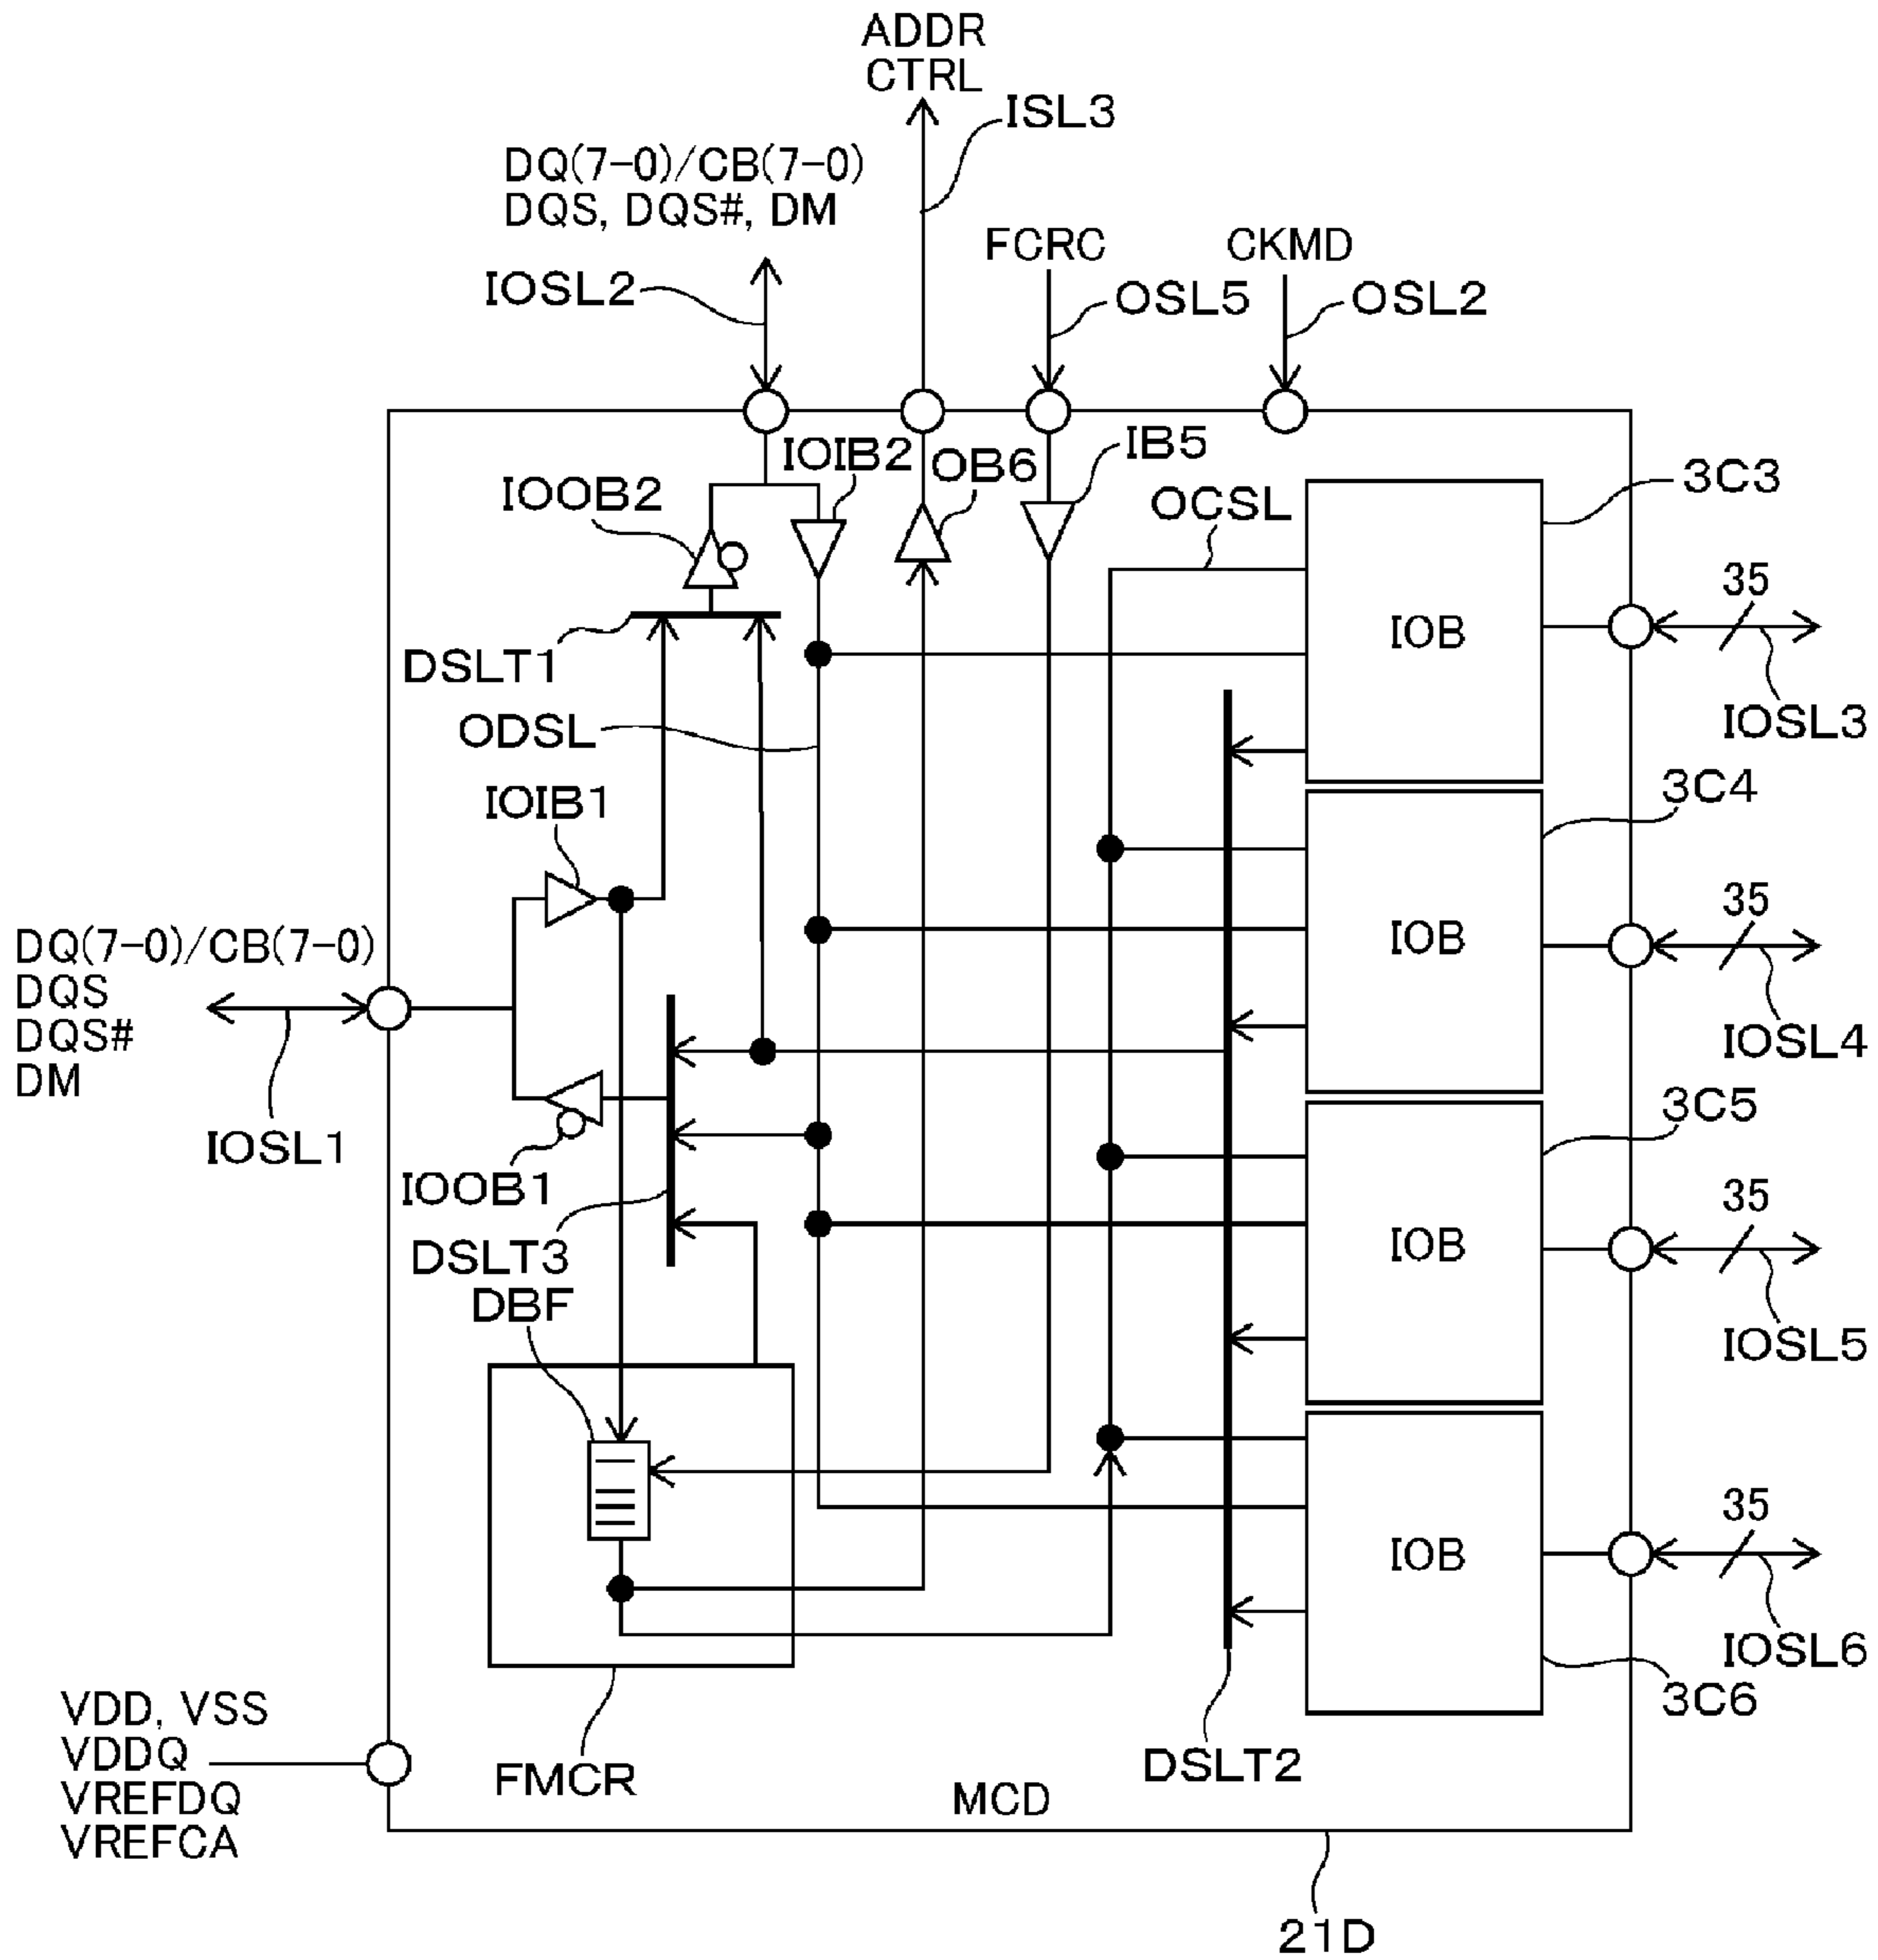 ADDR
CTRL
ISL3
DQ(7-0)/CB(7-0)
DQS, DQS#, DM
FCRC
CKMD
IOSL2
OSL5
OSL2
IOIB2
OB6
IB5
IOOB2
OCSL
3C3
35
IOB
DSLT1
ODSL
IOSL3
IOIB1
3C4
35
DQ(7-0)/CB(7-0)
DQS
DQS#
DM
IOB
IOSL4
IOSL1
IOOB1
3C5
35
DSLT3
IOB
DBF
IOSL5
35
IOB
IOSL6
3C6
VDD, VSS
VDDQ
VREFDQ
VREFCA
FMCR
DSLT2
MCD
21D